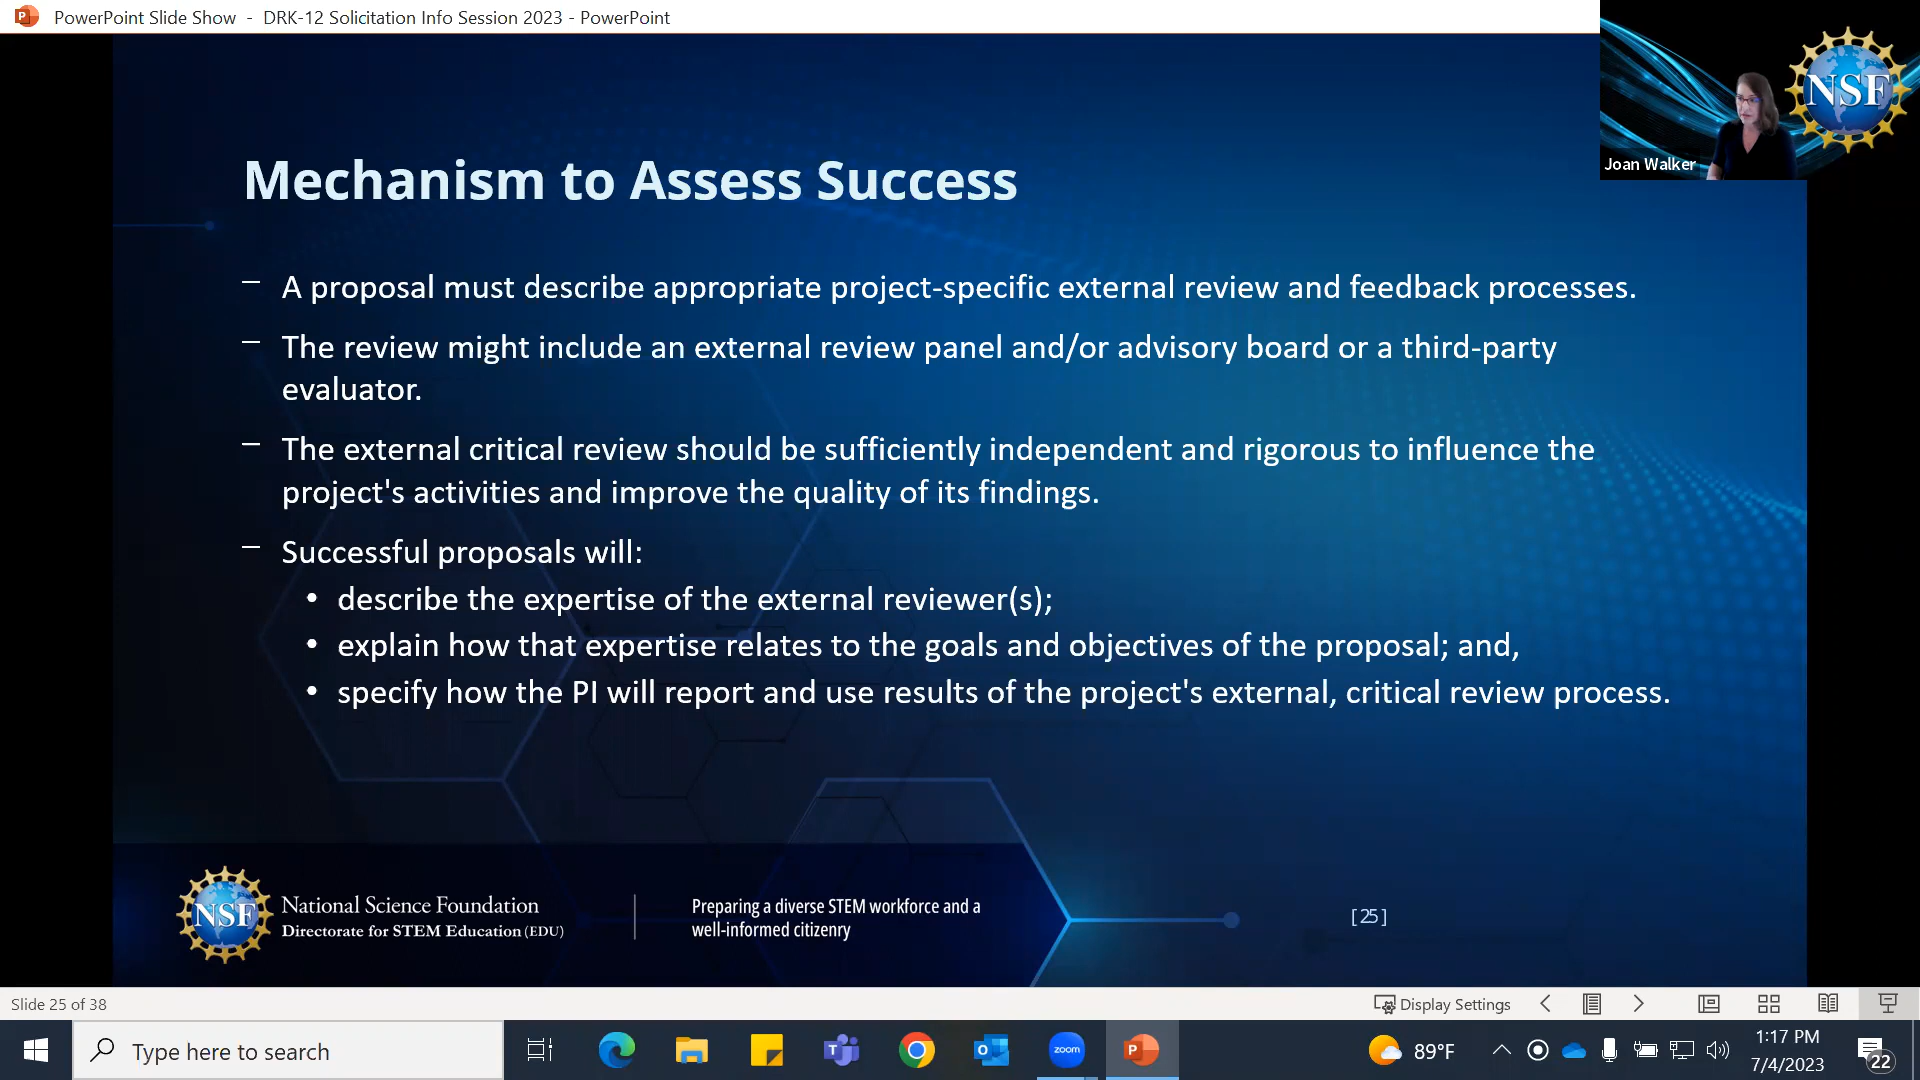 PowerPoint Slide Show - DRK-12 Solicitation Info Session 2023 - PowerPoint
NSF
Joan Walker
Mechanism to Assess Success
– A proposal must describe appropriate project-specific external review and feedback processes.
– The review might include an external review panel and/or advisory board or a third-party
evaluator.
– The external critical review should be sufficiently independent and rigorous to influence the
project's activities and improve the quality of its findings.
– Successful proposals will:
• describe the expertise of the external reviewer(s);
• explain how that expertise relates to the goals and objectives of the proposal; and,
• specify how the PI will report and use results of the project's external, critical review process.
NSF
National Science Foundation
Directorate for STEM Education (EDU)
Preparing a diverse STEM workforce and a
well-informed citizenry
[25]
Slide 25 of 38
Display Settings
Type here to search
zoom
89°F
1:17 PM
7/4/2023
22